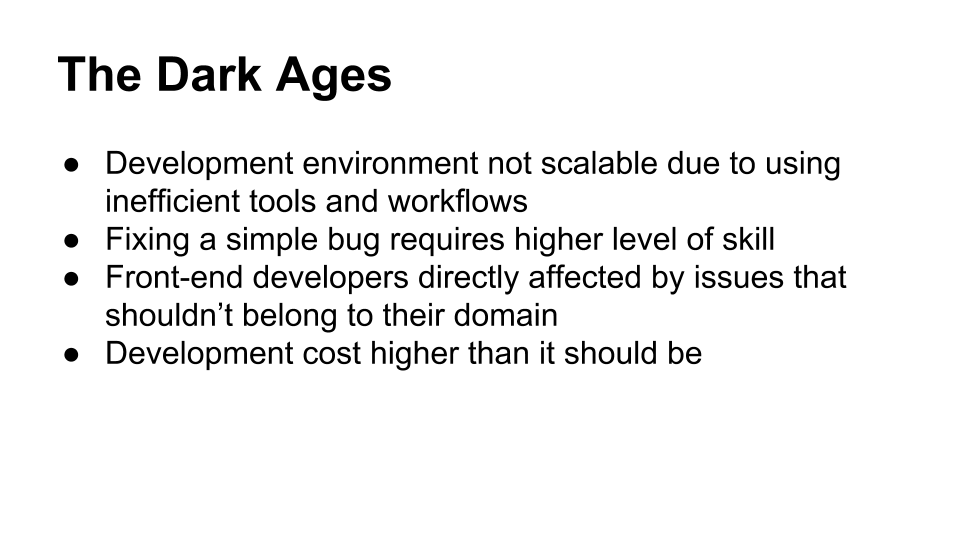 The Dark Ages
● Development environment not scalable due to using
inefficient tools and workflows
● Fixing a simple bug requires higher level of skill
● Front-end developers directly affected by issues that
shouldn’t belong to their domain
● Development cost higher than it should be